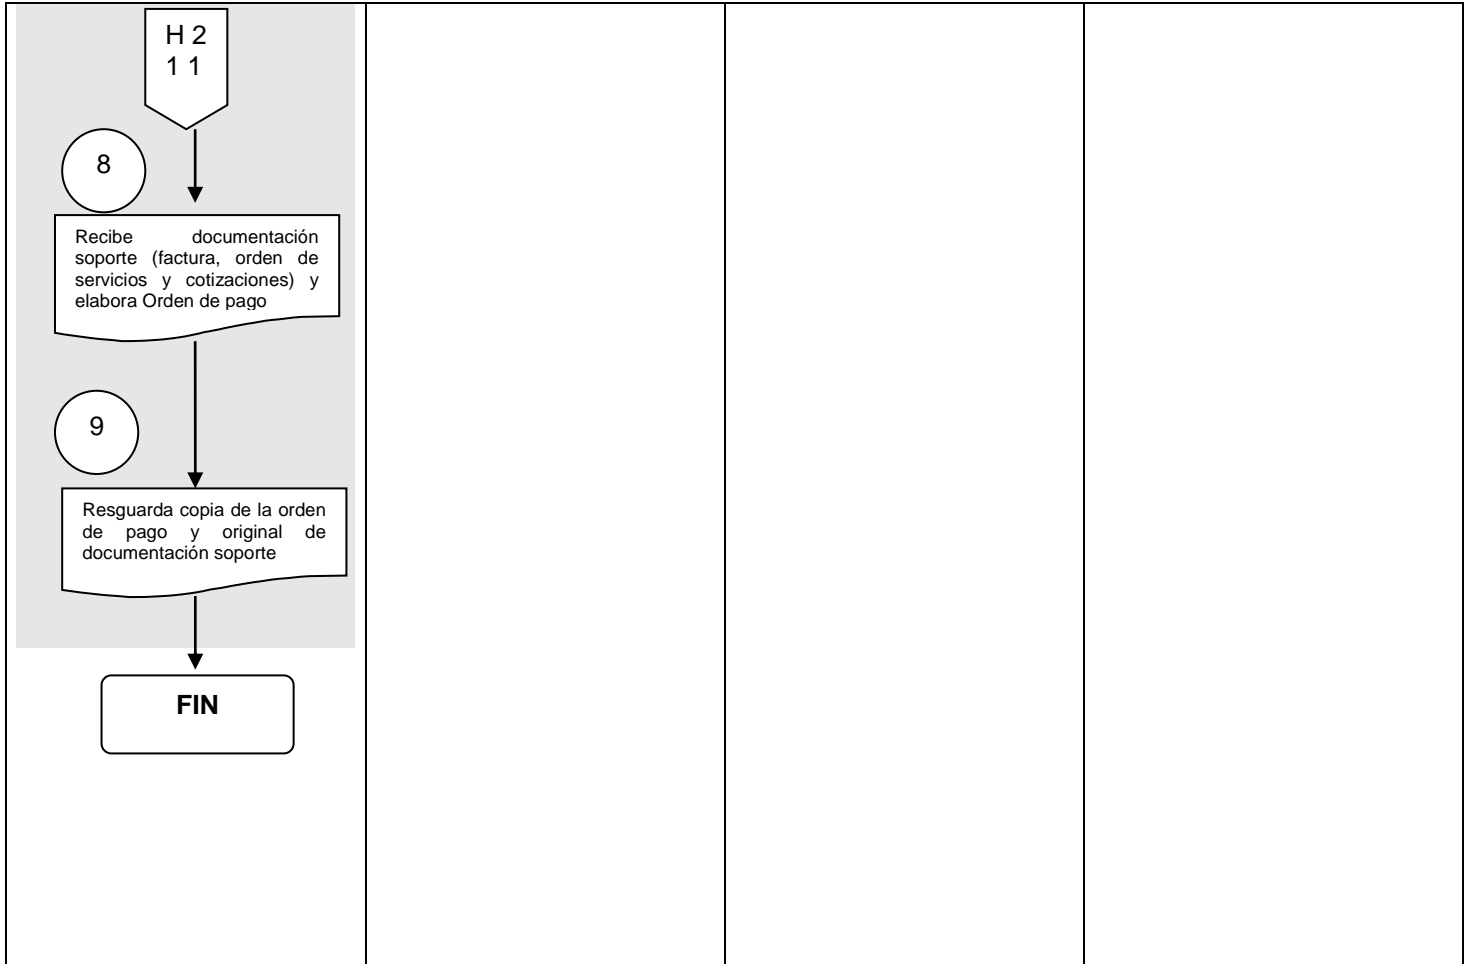 H 2
1 1
8
Recibe documentación
soporte (factura, orden de
servicios y cotizaciones) y
elabora Orden de pago
9
Resguarda copia de la orden
de pago y original de
documentación soporte
FIN